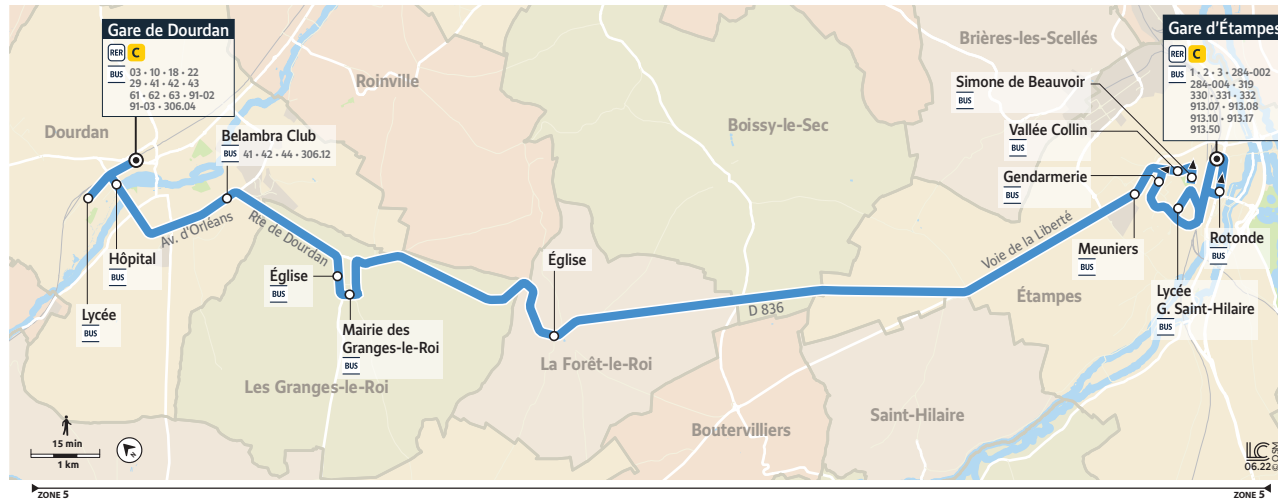 Gare de Dourdan
RER C
BUS 03 • 10 • 18 • 22
29 • 41 • 42 • 43
61 • 62 • 63 • 91-02
91-03 • 306.04
Dourdan
Roinville
Belambra Club
BUS 41 • 42 • 44 • 306.12
Av. d'Orléans
Rte de Dourdan
Hôpital
BUS
Lycée
BUS
Église
BUS
Mairie des
Granges-le-Roi
BUS
Les Granges-le-Roi
Église
La Forêt-le-Roi
D 836
Boissy-le-Sec
Boutervilliers
Saint-Hilaire
Brières-les-Scellés
Simone de Beauvoir
BUS
Vallée Collin
BUS
Gendarmerie
BUS
Voie de la Liberté
Étampes
Meuniers
BUS
Lycée
G. Saint-Hilaire
BUS
Rotonde
BUS
Gare d'Étampes
RER C
BUS 1 • 2 • 3 • 284-002
284-004 • 319
330 • 331 • 332
913.07 • 913.08
913.10 • 913.17
913.50
15 min
1 km
LC
06.22
© OSM
ZONE 5
ZONE 5